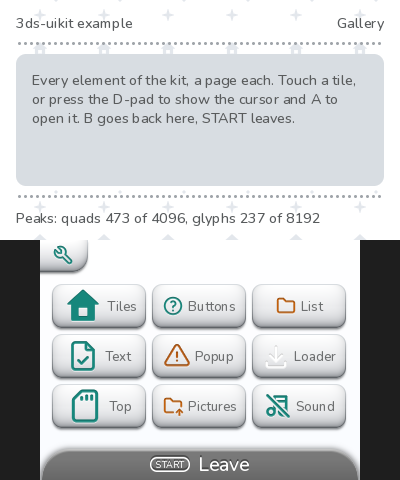 3ds-uikit example
Gallery
Every element of the kit, a page each. Touch a tile,
or press the D-pad to show the cursor and A to
open it. B goes back here, START leaves.
Peaks: quads 473 of 4096, glyphs 237 of 8192
Tiles
Buttons
List
Text
Popup
Loader
Top
Pictures
Sound
START Leave